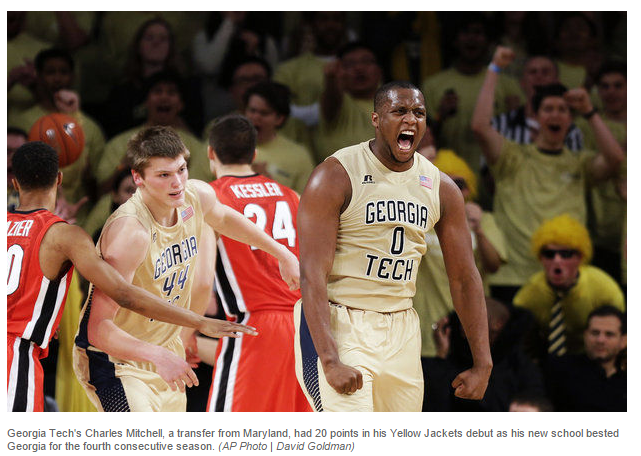 ZIER
0
GEORGIA
44
TECH
KESSLER
24
R
GEORGIA
0
TECH
Georgia Tech's Charles Mitchell, a transfer from Maryland, had 20 points in his Yellow Jackets debut as his new school bested
Georgia for the fourth consecutive season. (AP Photo | David Goldman)